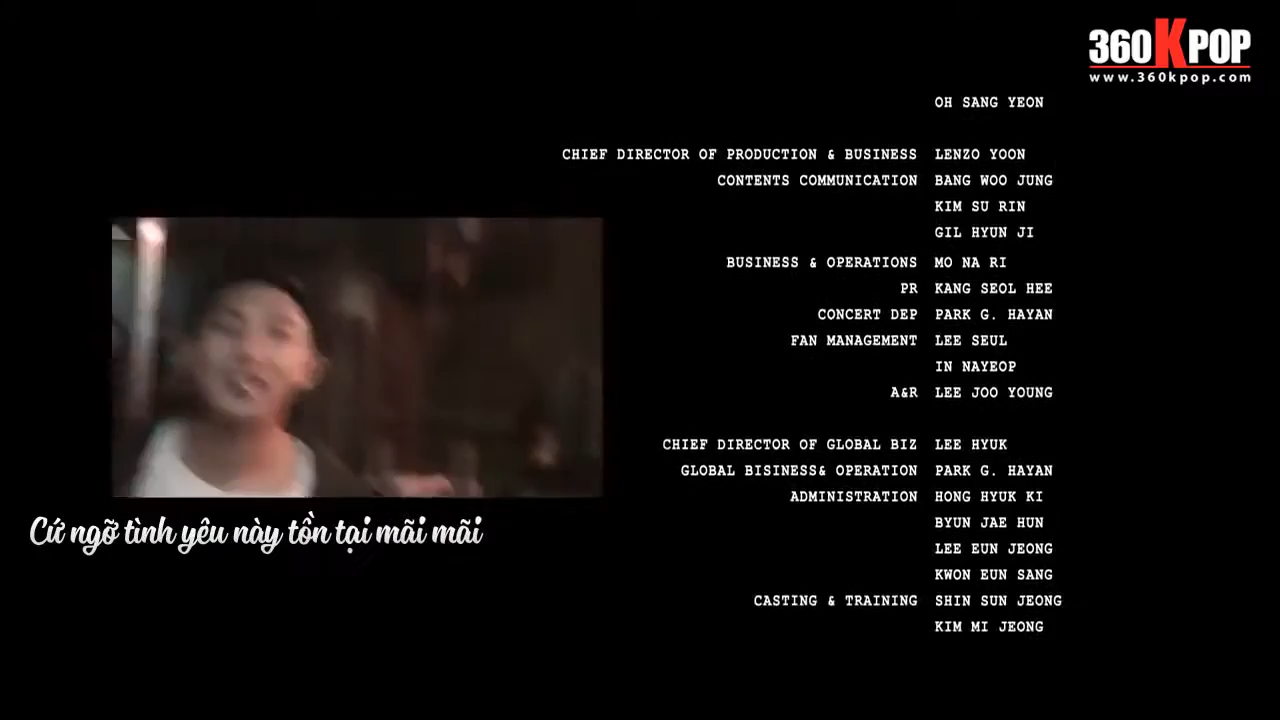 360KPOP
www.360kpop.com
OH SANG YEON
CHIEF DIRECTOR OF PRODUCTION & BUSINESS LENZO YOON
CONTENTS COMMUNICATION BANG WOO JUNG
KIM SU RIN
GIL HYUN JI
BUSINESS & OPERATIONS MO NA RI
PR KANG SEOL HEE
CONCERT DEP PARK G. HAYAN
FAN MANAGEMENT LEE SEUL
IN NAYEOP
A&R LEE JOO YOUNG
CHIEF DIRECTOR OF GLOBAL BIZ LEE HYUK
GLOBAL BISINESS& OPERATION PARK G. HAYAN
ADMINISTRATION HONG HYUK KI
BYUN JAE HUN
LEE EUN JEONG
KWON EUN SANG
CASTING & TRAINING SHIN SUN JEONG
KIM MI JEONG
Cứ ngỡ tình yêu này tồn tại mãi mãi